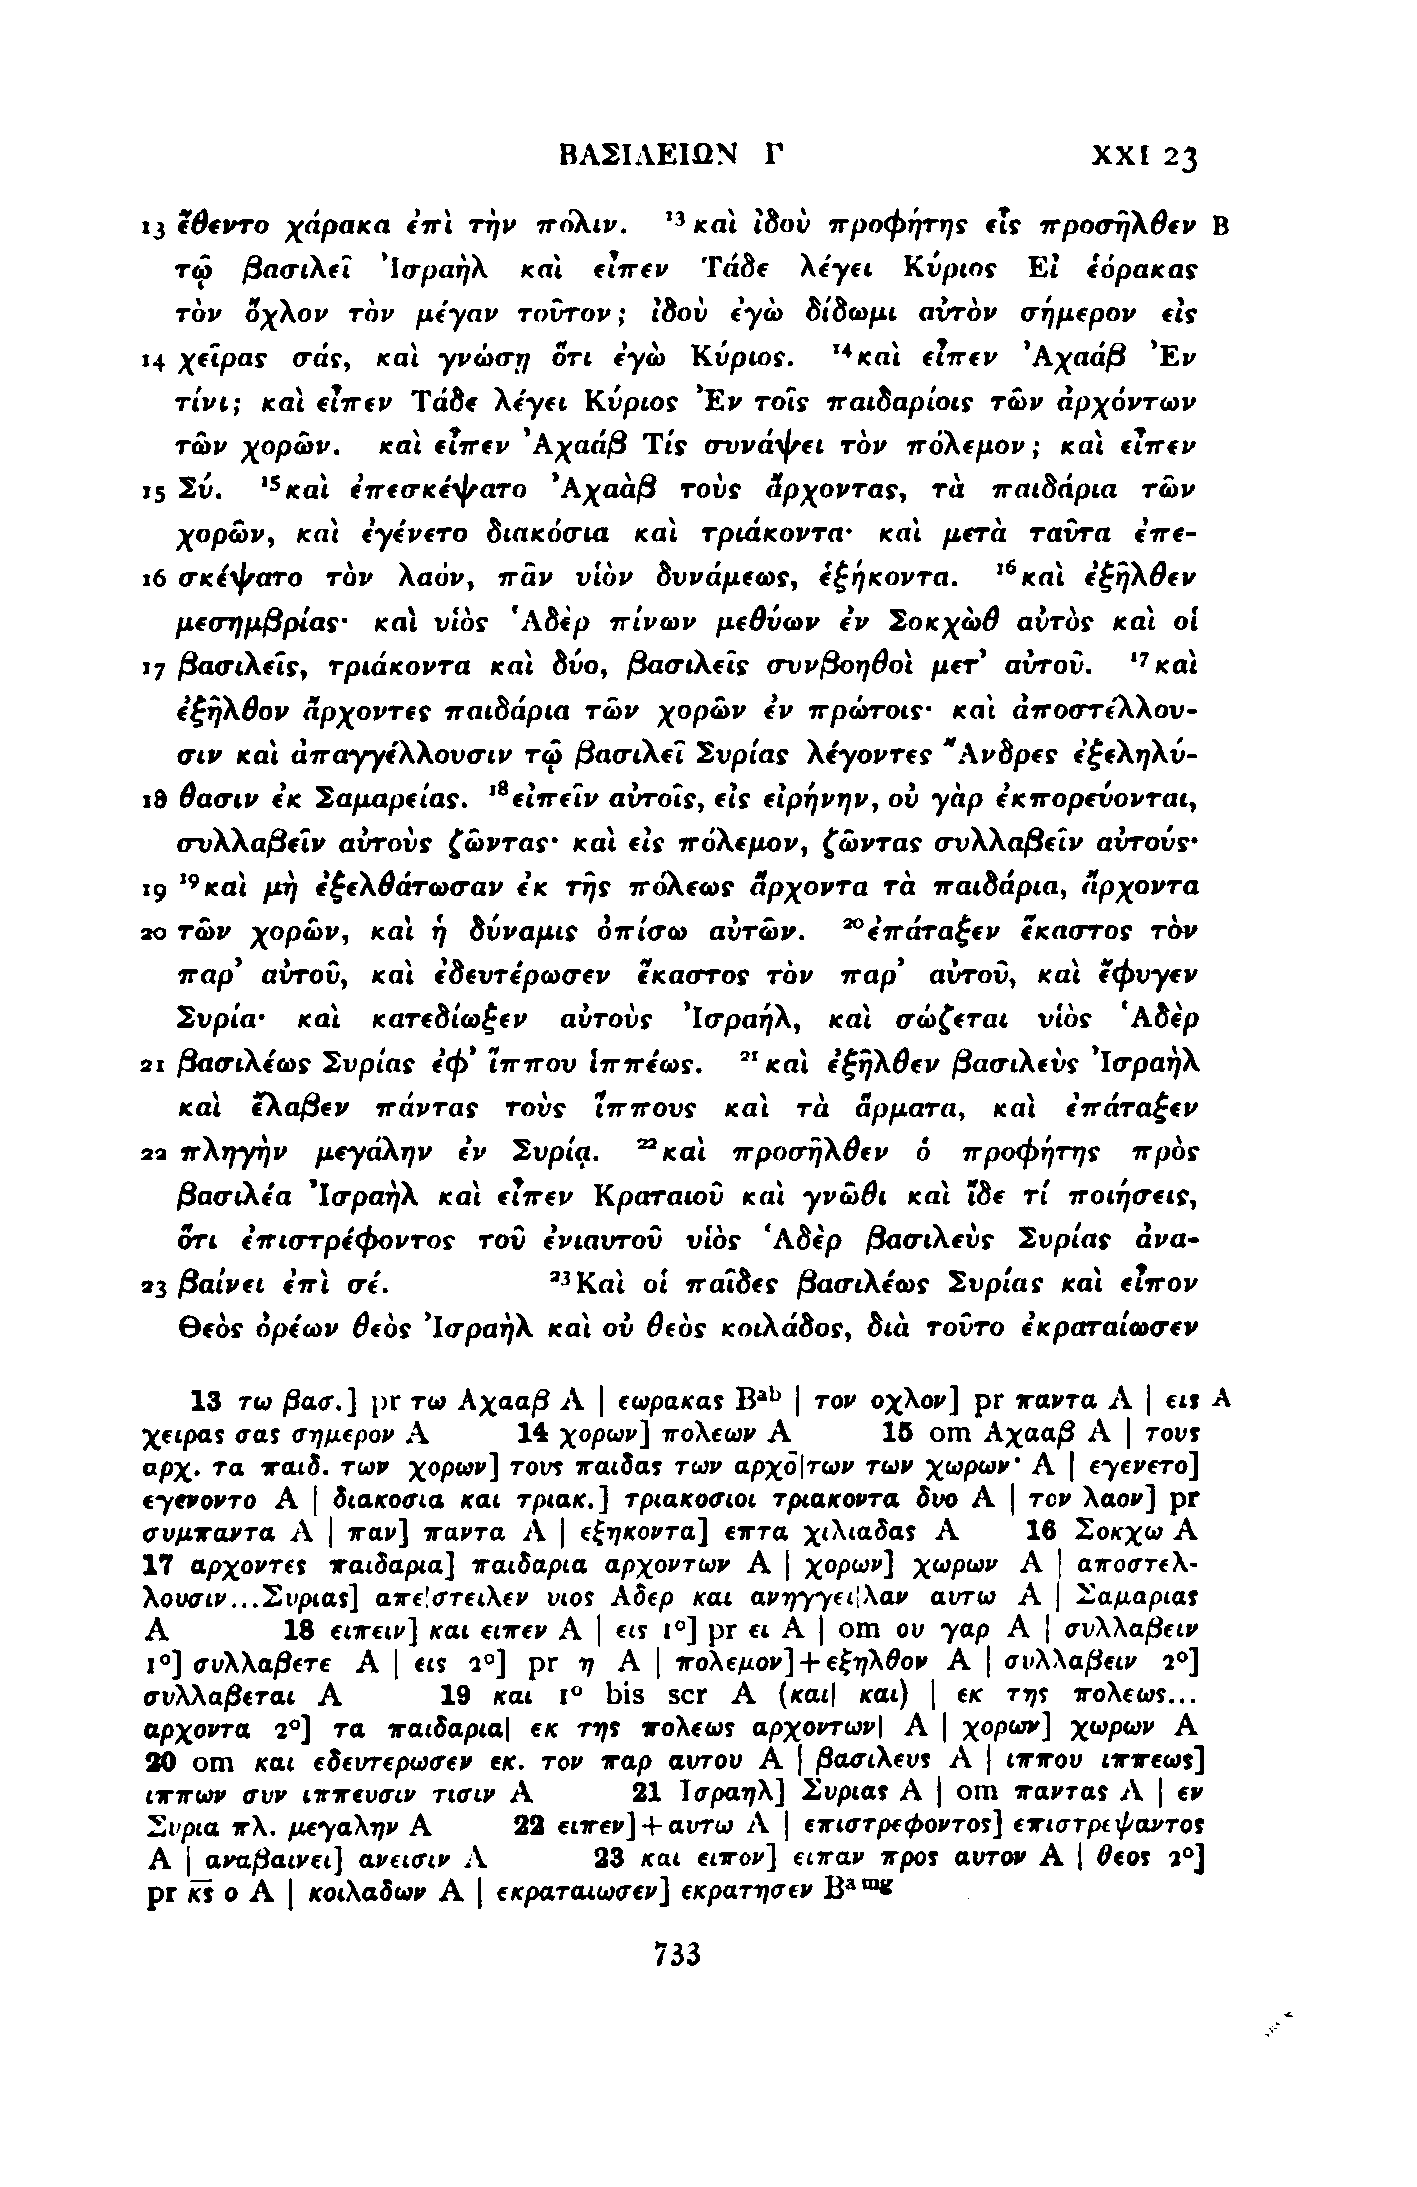 ΒΑΣΙΛΕΙΩΝ Γ XXI 23
13 ἔθεντο χάρακα ἐπὶ τὴν πόλιν. ¹³καὶ ἰδοὺ προφήτης εἷς προσῆλθεν B
τῷ βασιλεῖ Ἰσραὴλ καὶ εἶπεν Τάδε λέγει Κύριος Εἰ ἑόρακας
τὸν ὄχλον τὸν μέγαν τοῦτον; ἰδοὺ ἐγὼ δίδωμι αὐτὸν σήμερον εἰς
14 χεῖρας σάς, καὶ γνώσῃ ὅτι ἐγὼ Κύριος. ¹⁴καὶ εἶπεν Ἀχαάβ Ἐν
τίνι; καὶ εἶπεν Τάδε λέγει Κύριος Ἐν τοῖς παιδαρίοις τῶν ἀρχόντων
τῶν χορῶν. καὶ εἶπεν Ἀχαάβ Τίς συνάψει τὸν πόλεμον; καὶ εἶπεν
15 Σύ. ¹⁵καὶ ἐπεσκέψατο Ἀχαὰβ τοὺς ἄρχοντας, τὰ παιδάρια τῶν
χορῶν, καὶ ἐγένετο διακόσια καὶ τριάκοντα· καὶ μετὰ ταῦτα ἐπε-
16 σκέψατο τὸν λαόν, πᾶν υἱὸν δυνάμεως, ἑξήκοντα. ¹⁶καὶ ἐξῆλθεν
μεσημβρίας· καὶ υἱὸς Ἁδὲρ πίνων μεθύων ἐν Σοκχὼθ αὐτὸς καὶ οἱ
17 βασιλεῖς, τριάκοντα καὶ δύο, βασιλεῖς συνβοηθοὶ μετ’ αὐτοῦ. ¹⁷καὶ
ἐξῆλθον ἄρχοντες παιδάρια τῶν χορῶν ἐν πρώτοις· καὶ ἀποστέλλου-
σιν καὶ ἀπαγγέλλουσιν τῷ βασιλεῖ Συρίας λέγοντες Ἄνδρες ἐξεληλύ-
18 θασιν ἐκ Σαμαρείας. ¹⁸εἰπεῖν αὐτοῖς, εἰς εἰρήνην, οὐ γὰρ ἐκπορεύονται,
συλλαβεῖν αὐτοὺς ζῶντας· καὶ εἰς πόλεμον, ζῶντας συλλαβεῖν αὐτούς·
19 ¹⁹καὶ μὴ ἐξελθάτωσαν ἐκ τῆς πόλεως ἄρχοντα τὰ παιδάρια, ἄρχοντα
20 τῶν χορῶν, καὶ ἡ δύναμις ὀπίσω αὐτῶν. ²⁰ἐπάταξεν ἕκαστος τὸν
παρ’ αὐτοῦ, καὶ ἐδευτέρωσεν ἕκαστος τὸν παρ’ αὐτοῦ, καὶ ἔφυγεν
Συρία· καὶ κατεδίωξεν αὐτοὺς Ἰσραήλ, καὶ σώζεται υἱὸς Ἁδὲρ
21 βασιλέως Συρίας ἐφ’ ἵππου ἱππέως. ²¹καὶ ἐξῆλθεν βασιλεὺς Ἰσραὴλ
καὶ ἔλαβεν πάντας τοὺς ἵππους καὶ τὰ ἅρματα, καὶ ἐπάταξεν
22 πληγὴν μεγάλην ἐν Συρίᾳ. ²²καὶ προσῆλθεν ὁ προφήτης πρὸς
βασιλέα Ἰσραὴλ καὶ εἶπεν Κραταιοῦ καὶ γνῶθι καὶ ἴδε τί ποιήσεις,
ὅτι ἐπιστρέφοντος τοῦ ἐνιαυτοῦ υἱὸς Ἁδὲρ βασιλεὺς Συρίας ἀνα-
23 βαίνει ἐπὶ σέ. ²³Καὶ οἱ παῖδες βασιλέως Συρίας καὶ εἶπον
Θεὸς ὀρέων θεὸς Ἰσραὴλ καὶ οὐ θεὸς κοιλάδος, διὰ τοῦτο ἐκραταίωσεν
13 τω βασ.] pr τω Αχααβ A | εωρακας Bᵃᵇ | τον οχλον] pr παντα A | εις A
χειρας σας σημερον A 14 χορων] πολεων A 15 om Αχααβ A | τους
αρχ. τα παιδ. των χορων] τους παιδας των αρχο̄|των των χωρων· A | εγενετο]
εγενοντο A | διακοσια και τριακ.] τριακοσιοι τριακοντα δυο A | τον λαον] pr
συμπαντα A | παν] παντα A | εξηκοντα] επτα χιλιαδας A 16 Σοκχω A
17 αρχοντες παιδαρια] παιδαρια αρχοντων A | χορων] χωρων A | αποστελ-
λουσιν...Συριας] απε|στειλεν υιος Αδερ και ανηγγει|λαν αυτω A | Σαμαριας
A 18 ειπειν] και ειπεν A | εις 1°] pr ει A | om ου γαρ A | συλλαβειν
1°] συλλαβετε A | εις 2°] pr η A | πολεμον]+εξηλθον A | συλλαβειν 2°]
συλλαβεται A 19 και 1° bis scr A (και| και) | εκ της πολεως...
αρχοντα 2°] τα παιδαρια| εκ της πολεως αρχοντων| A | χορων] χωρων A
20 om και εδευτερωσεν εκ. τον παρ αυτου A | βασιλευς A | ιππου ιππεως]
ιππων συν ιππευσιν τισιν A 21 Ισραηλ] Συριας A | om παντας A | εν
Συρια πλ. μεγαλην A 22 ειπεν]+αυτω A | επιστρεφοντος] επιστρεψαντος
A | αναβαινει] ανεισιν A 23 και ειπον] ειπαν προς αυτον A | θεος 2°]
pr κ̅ς̅ ο A | κοιλαδων A | εκραταιωσεν] εκρατησεν Bᵃ ᵐᵍ
733